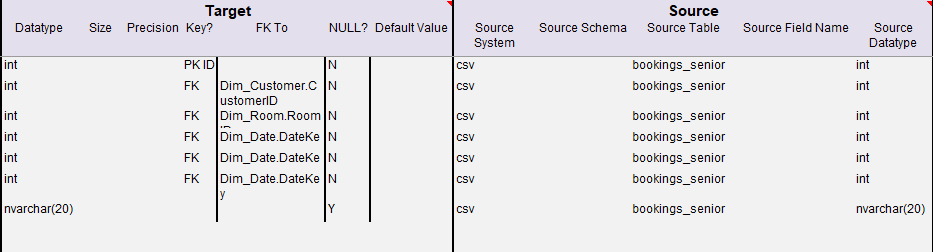 Target Source
Datatype Size Precision Key? FK To NULL? Default Value Source System Source Schema Source Table Source Field Name Source Datatype
int PK ID N csv bookings_senior int
int FK Dim_Customer.CustomerID N csv bookings_senior int
int FK Dim_Room.Room N csv bookings_senior int
int FK Dim_Date.DateKe N csv bookings_senior int
int FK Dim_Date.DateKe N csv bookings_senior int
int FK Dim_Date.DateKey N csv bookings_senior int
nvarchar(20) Y csv bookings_senior nvarchar(20)